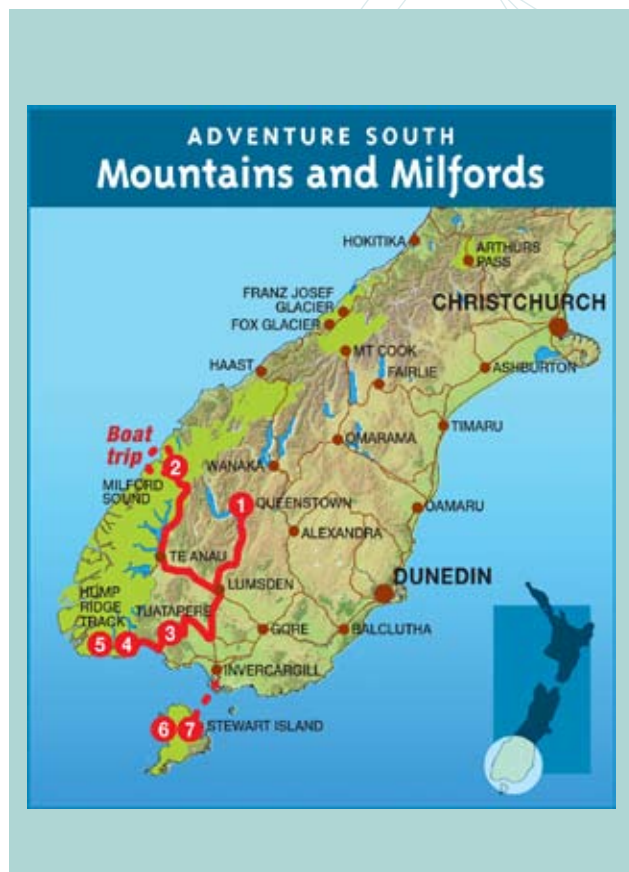 ADVENTURE SOUTH
Mountains and Milfords
HOKITIKA
ARTHURS
PASS
CHRISTCHURCH
FRANZ JOSEF
GLACIER
FOX GLACIER
MT COOK
ASHBURTON
HAAST
FAIRLIE
TIMARU
OMARAMA
Boat
trip
2
WANAKA
MILFORD
SOUND
1
QUEENSTOWN
OAMARU
ALEXANDRA
TE ANAU
DUNEDIN
LUMSDEN
HUMP
RIDGE
TRACK
TUATAPERE
3
GORE
BALCLUTHA
5
4
INVERCARGILL
6
7
STEWART ISLAND